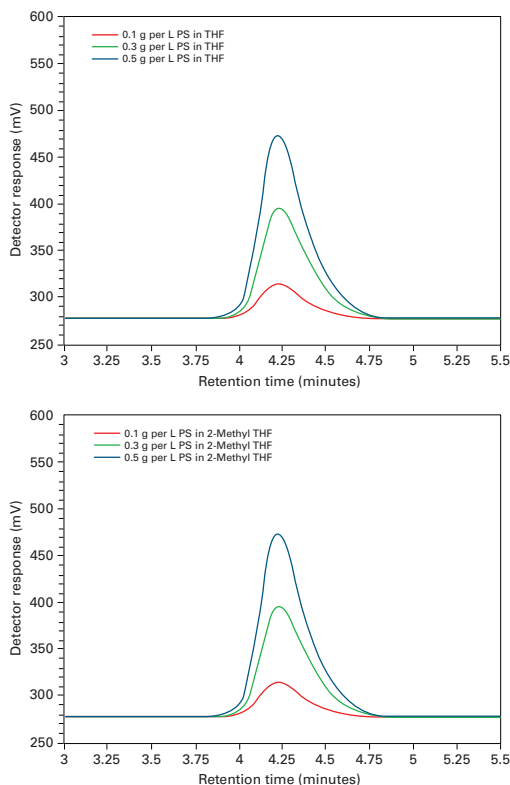 600
550
500
450
400
350
300
250
Detector response (mV)
0.1 g per L PS in THF
0.3 g per L PS in THF
0.5 g per L PS in THF
3 3.25 3.5 3.75 4 4.25 4.5 4.75 5 5.25 5.5
Retention time (minutes)
600
550
500
450
400
350
300
250
Detector response (mV)
0.1 g per L PS in 2-Methyl THF
0.3 g per L PS in 2-Methyl THF
0.5 g per L PS in 2-Methyl THF
3 3.25 3.5 3.75 4 4.25 4.5 4.75 5 5.25 5.5
Retention time (minutes)